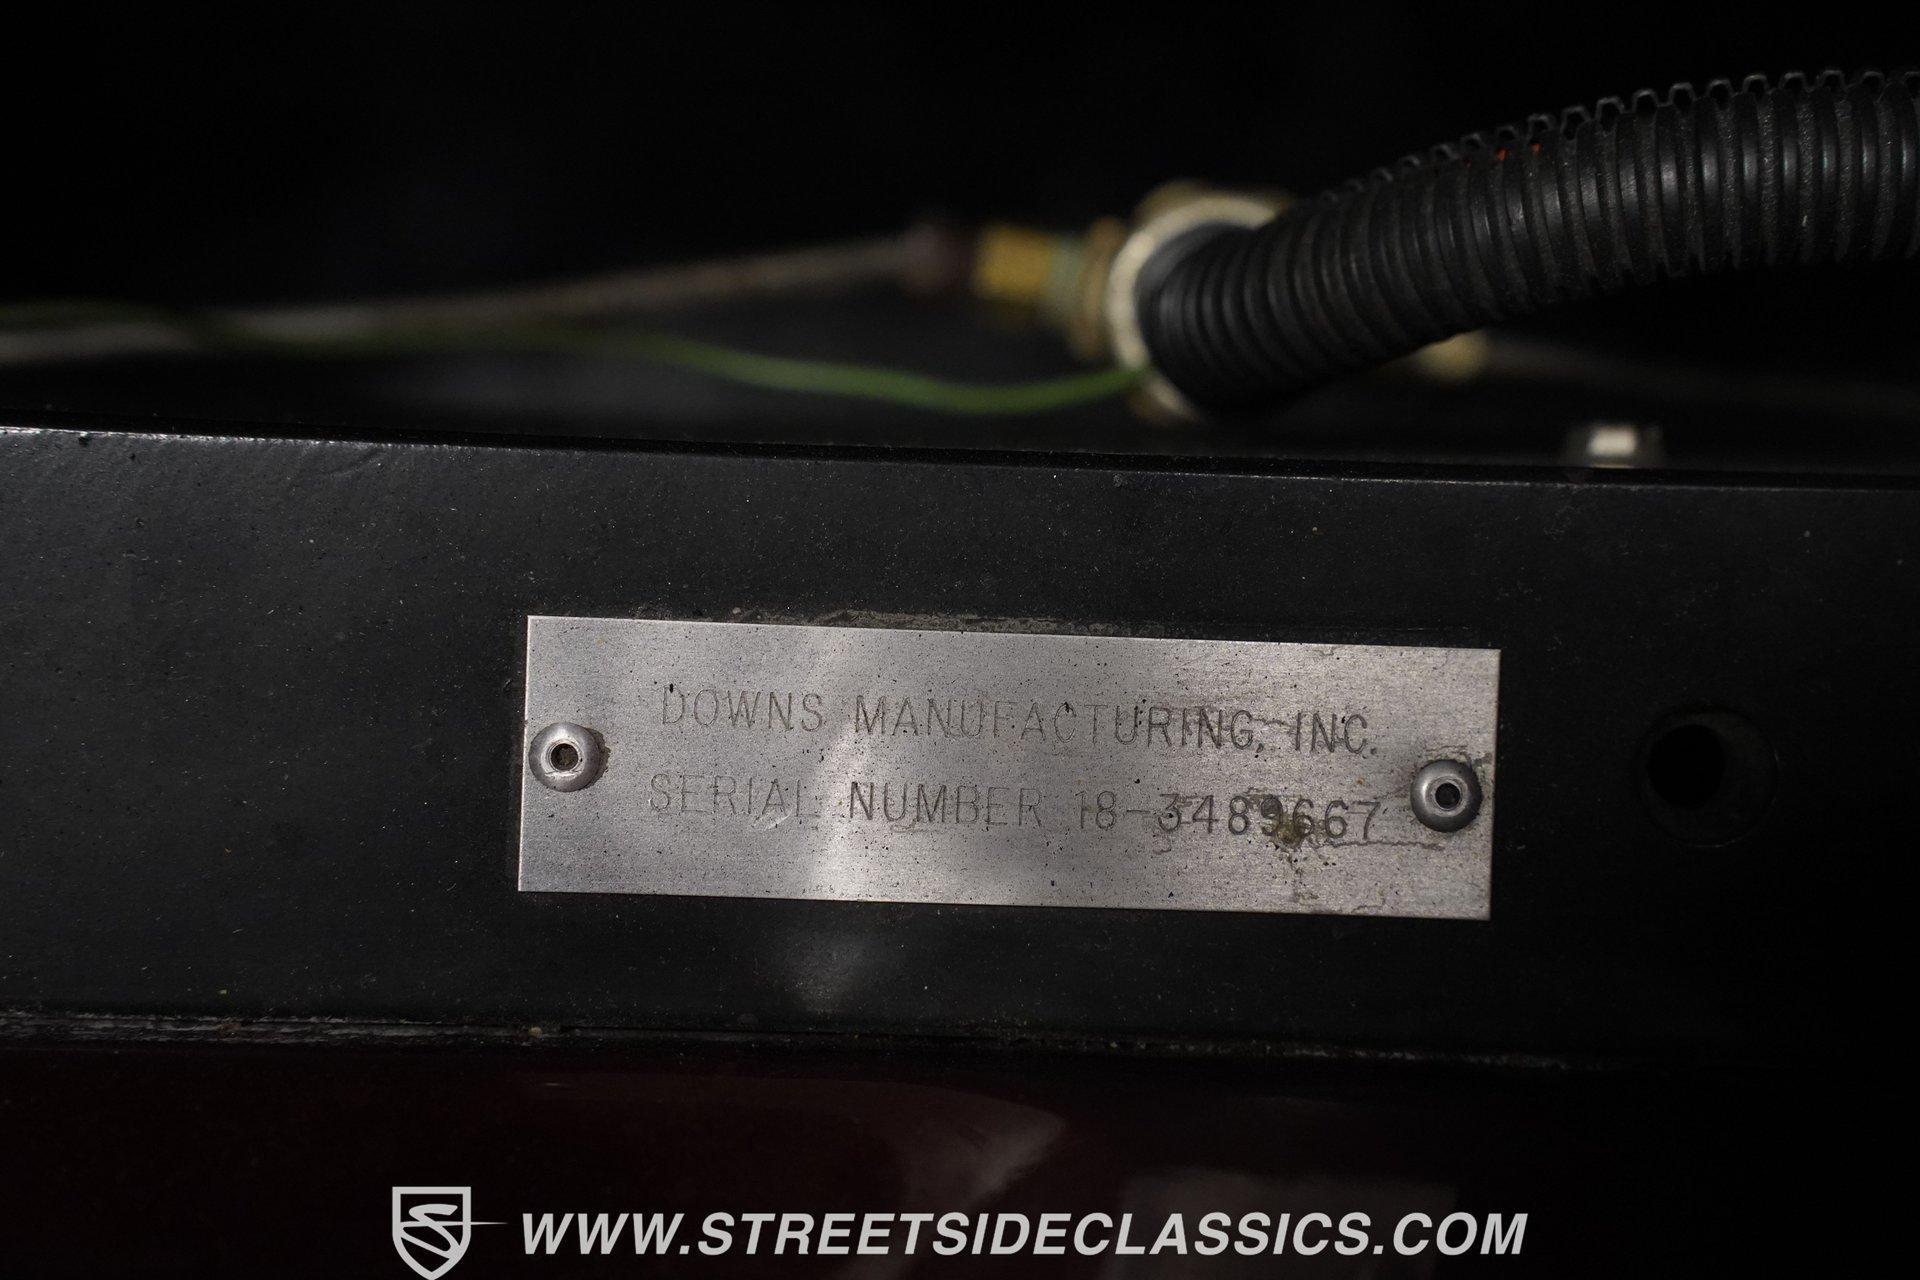 DOWNS MANUFACTURING, INC.
SERIAL NUMBER 18-3489667
WWW.STREETSIDECLASSICS.COM